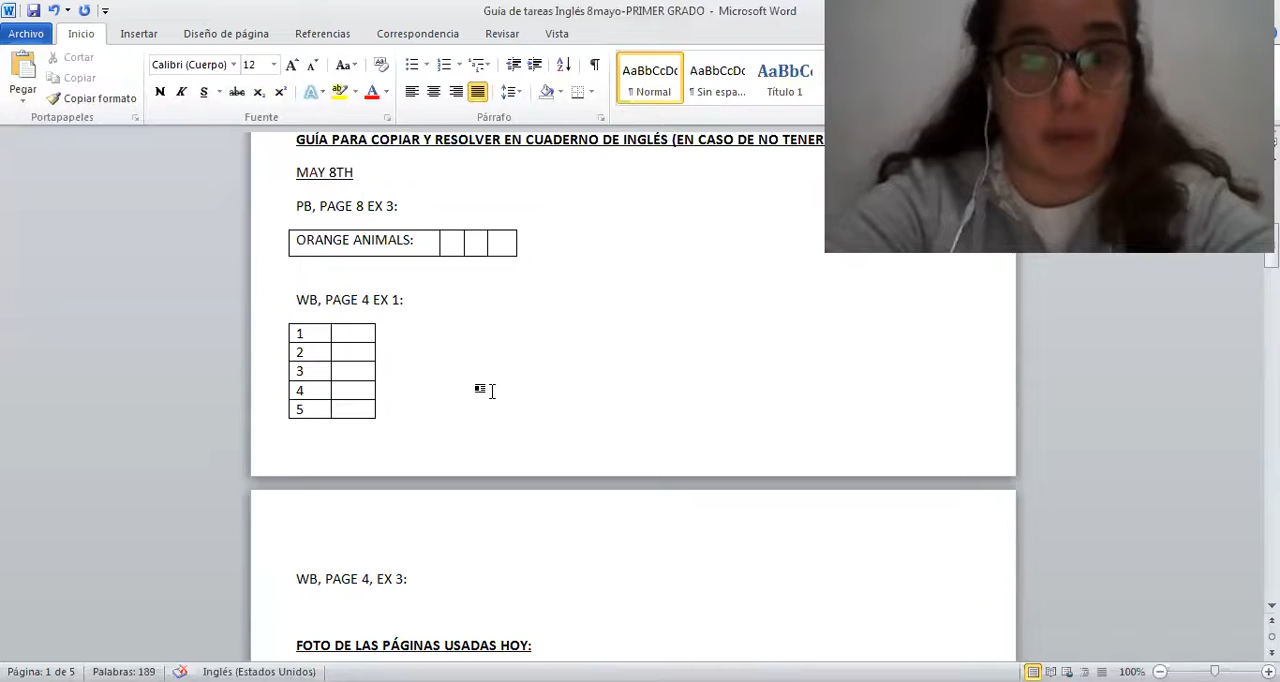 Guía de tareas Inglés 8mayo-PRIMER GRADO - Microsoft Word
Archivo Inicio Insertar Diseño de página Referencias Correspondencia Revisar Vista
Pegar
Cortar
Copiar
Copiar formato
Portapapeles
Calibri (Cuerpo) 12
N K S abc x₂ x²
Fuente
Párrafo
AaBbCcDc
¶ Normal
AaBbCcDc
¶ Sin espa...
AaBbC
Título 1
GUÍA PARA COPIAR Y RESOLVER EN CUADERNO DE INGLÉS (EN CASO DE NO TENER
MAY 8TH
PB, PAGE 8 EX 3:
ORANGE ANIMALS:
WB, PAGE 4 EX 1:
1
2
3
4
5
WB, PAGE 4, EX 3:
FOTO DE LAS PÁGINAS USADAS HOY:
Página: 1 de 5 Palabras: 189 Inglés (Estados Unidos) 100%